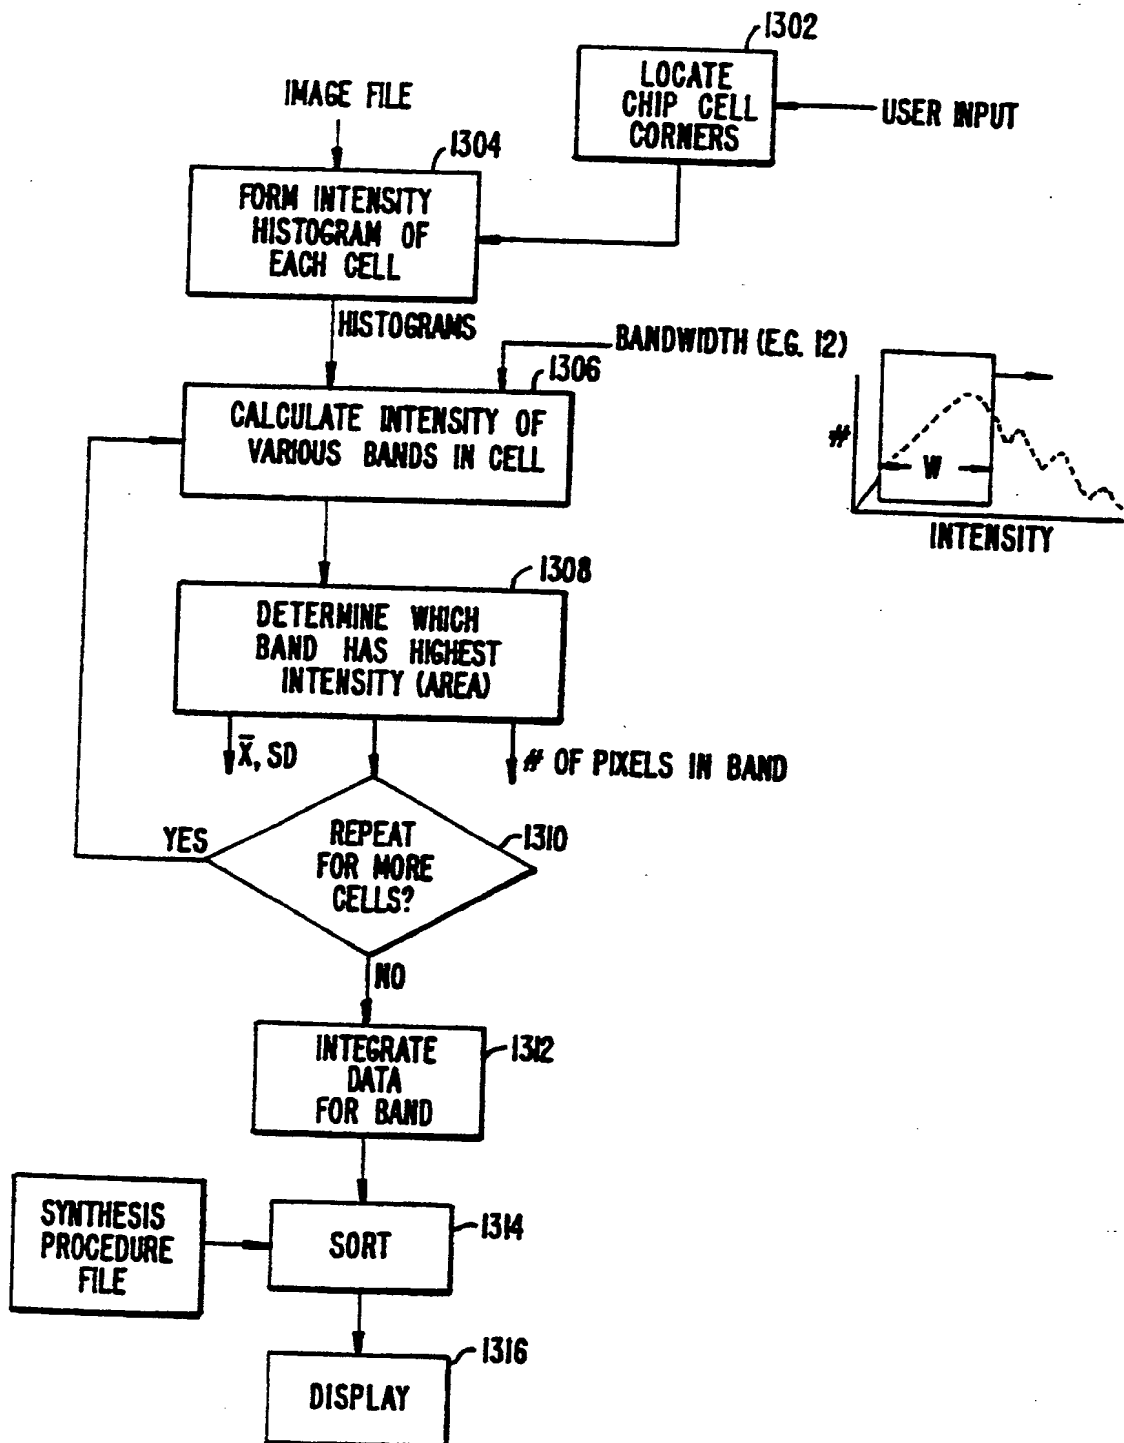 1302
LOCATE
CHIP CELL
CORNERS
USER INPUT
IMAGE FILE
1304
FORM INTENSITY
HISTOGRAM OF
EACH CELL
HISTOGRAMS
BANDWIDTH (E.G. 12)
1306
CALCULATE INTENSITY OF
VARIOUS BANDS IN CELL
#
W
INTENSITY
1308
DETERMINE WHICH
BAND HAS HIGHEST
INTENSITY (AREA)
X̄, SD
# OF PIXELS IN BAND
YES
REPEAT
FOR MORE
CELLS?
1310
NO
1312
INTEGRATE
DATA
FOR BAND
SYNTHESIS
PROCEDURE
FILE
1314
SORT
1316
DISPLAY